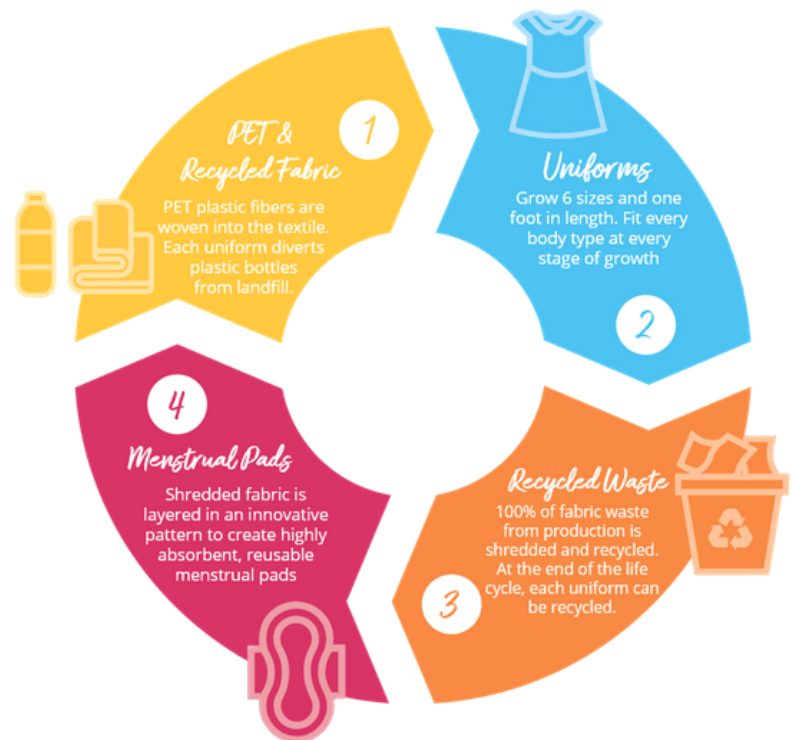 1
PET &
Recycled Fabric
PET plastic fibers are
woven into the textile.
Each uniform diverts
plastic bottles
from landfill.
Uniforms
Grow 6 sizes and one
foot in length. Fit every
body type at every
stage of growth
2
Recycled Waste
100% of fabric waste
from production is
shredded and recycled.
At the end of the life
cycle, each uniform can
be recycled.
3
4
Menstrual Pads
Shredded fabric is
layered in an innovative
pattern to create highly
absorbent, reusable
menstrual pads